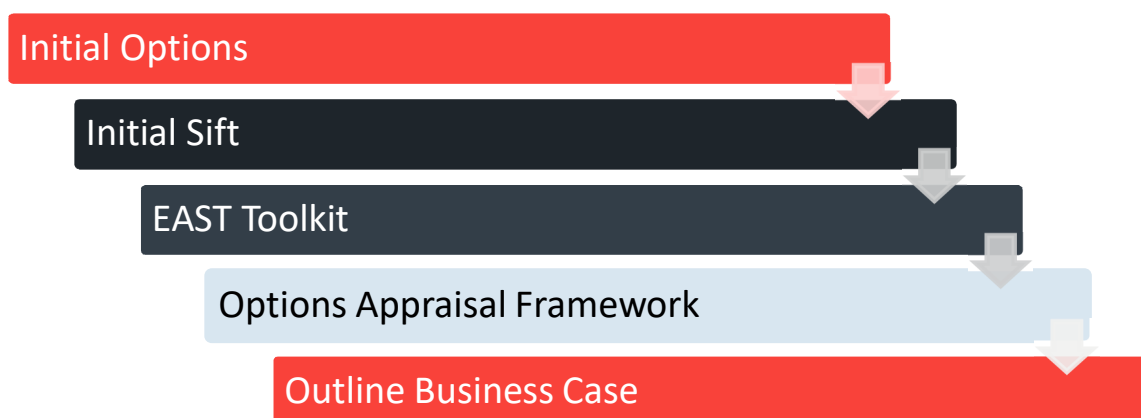 Initial Options
Initial Sift
EAST Toolkit
Options Appraisal Framework
Outline Business Case